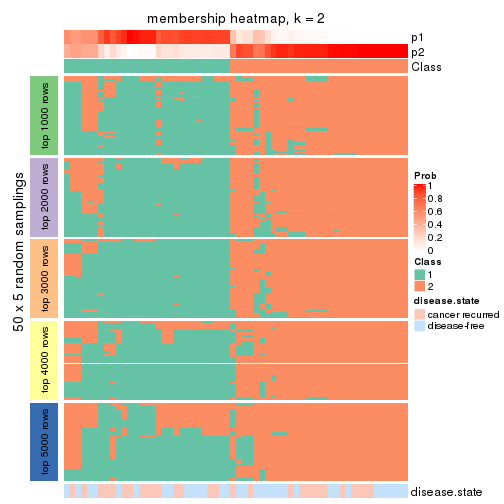 membership heatmap, k = 2
p1
p2
Class
50 x 5 random samplings
top 1000 rows
top 2000 rows
top 3000 rows
top 4000 rows
top 5000 rows
Prob
1
0.8
0.6
0.4
0.2
0
Class
1
2
disease.state
cancer recurred
disease-free
disease.state